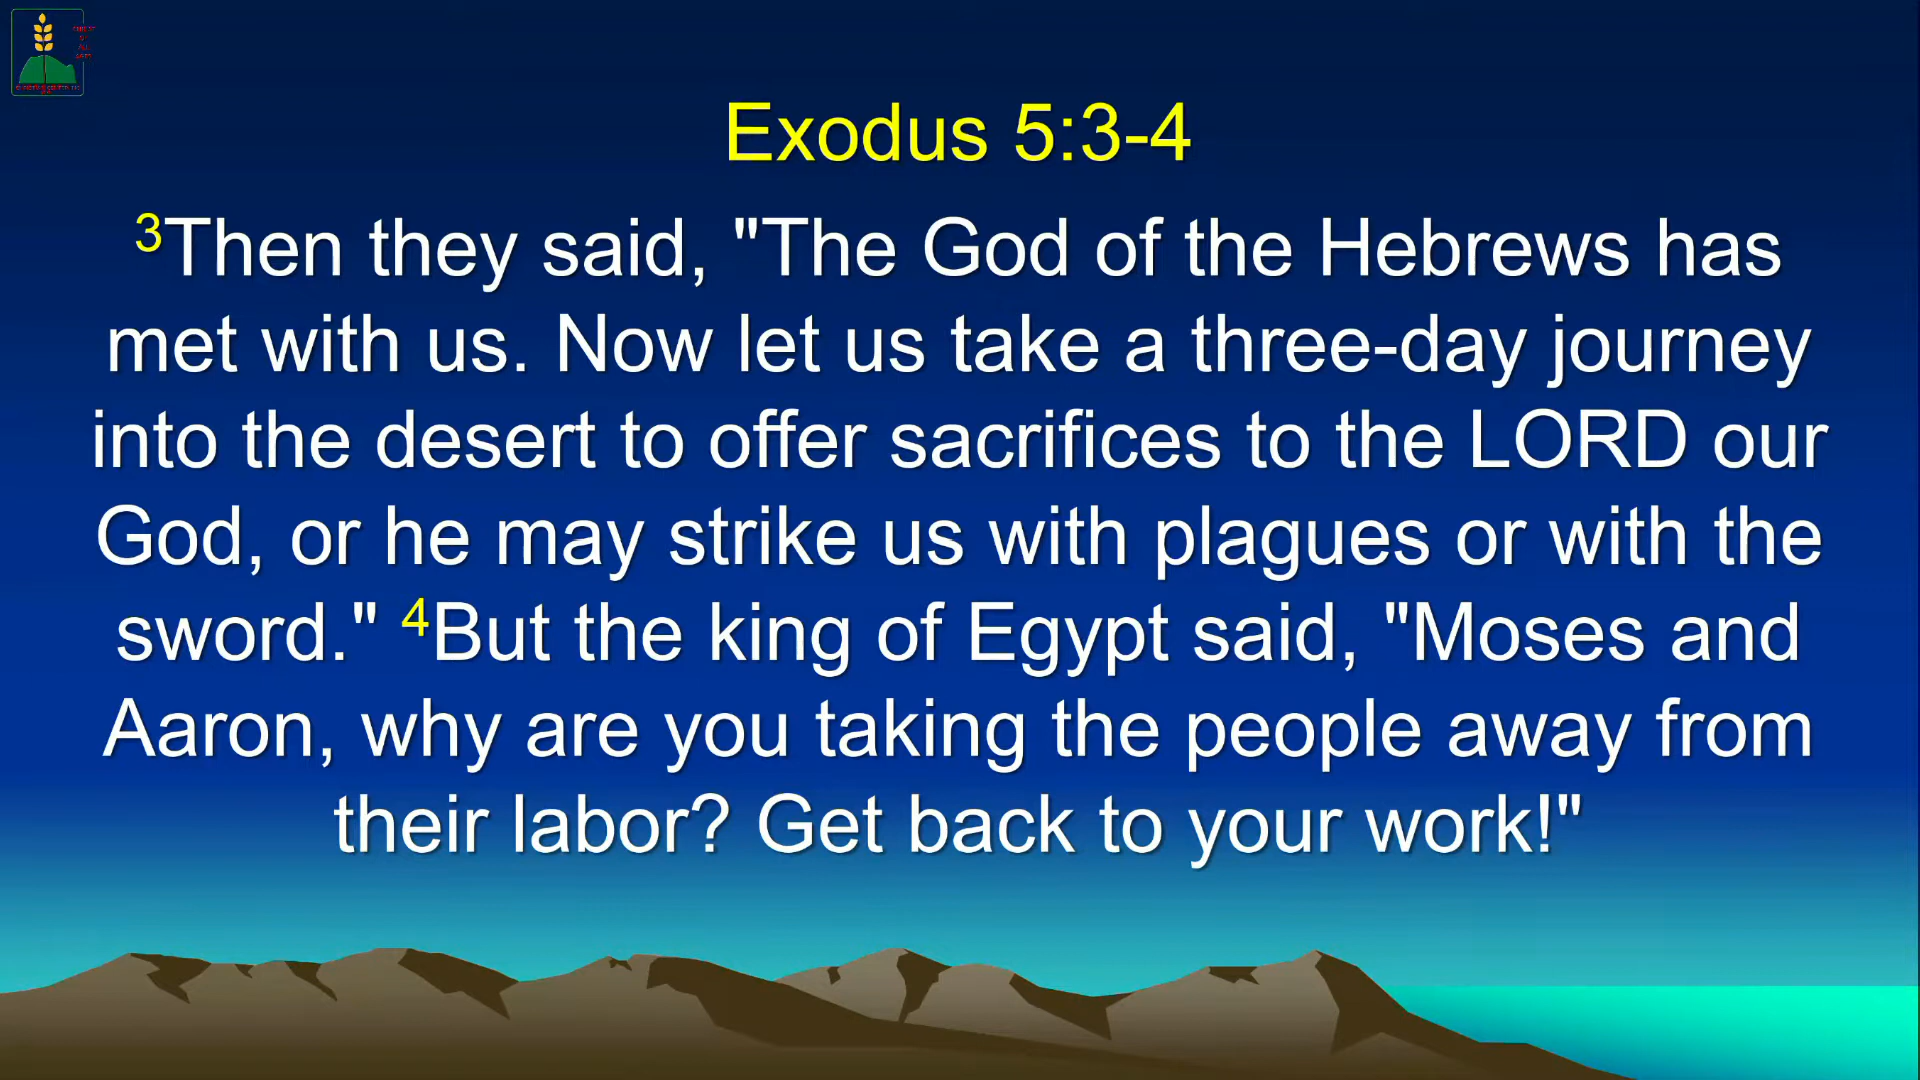 Exodus 5:3-4
3Then they said, "The God of the Hebrews has
met with us. Now let us take a three-day journey
into the desert to offer sacrifices to the LORD our
God, or he may strike us with plagues or with the
sword." 4But the king of Egypt said, "Moses and
Aaron, why are you taking the people away from
their labor? Get back to your work!"